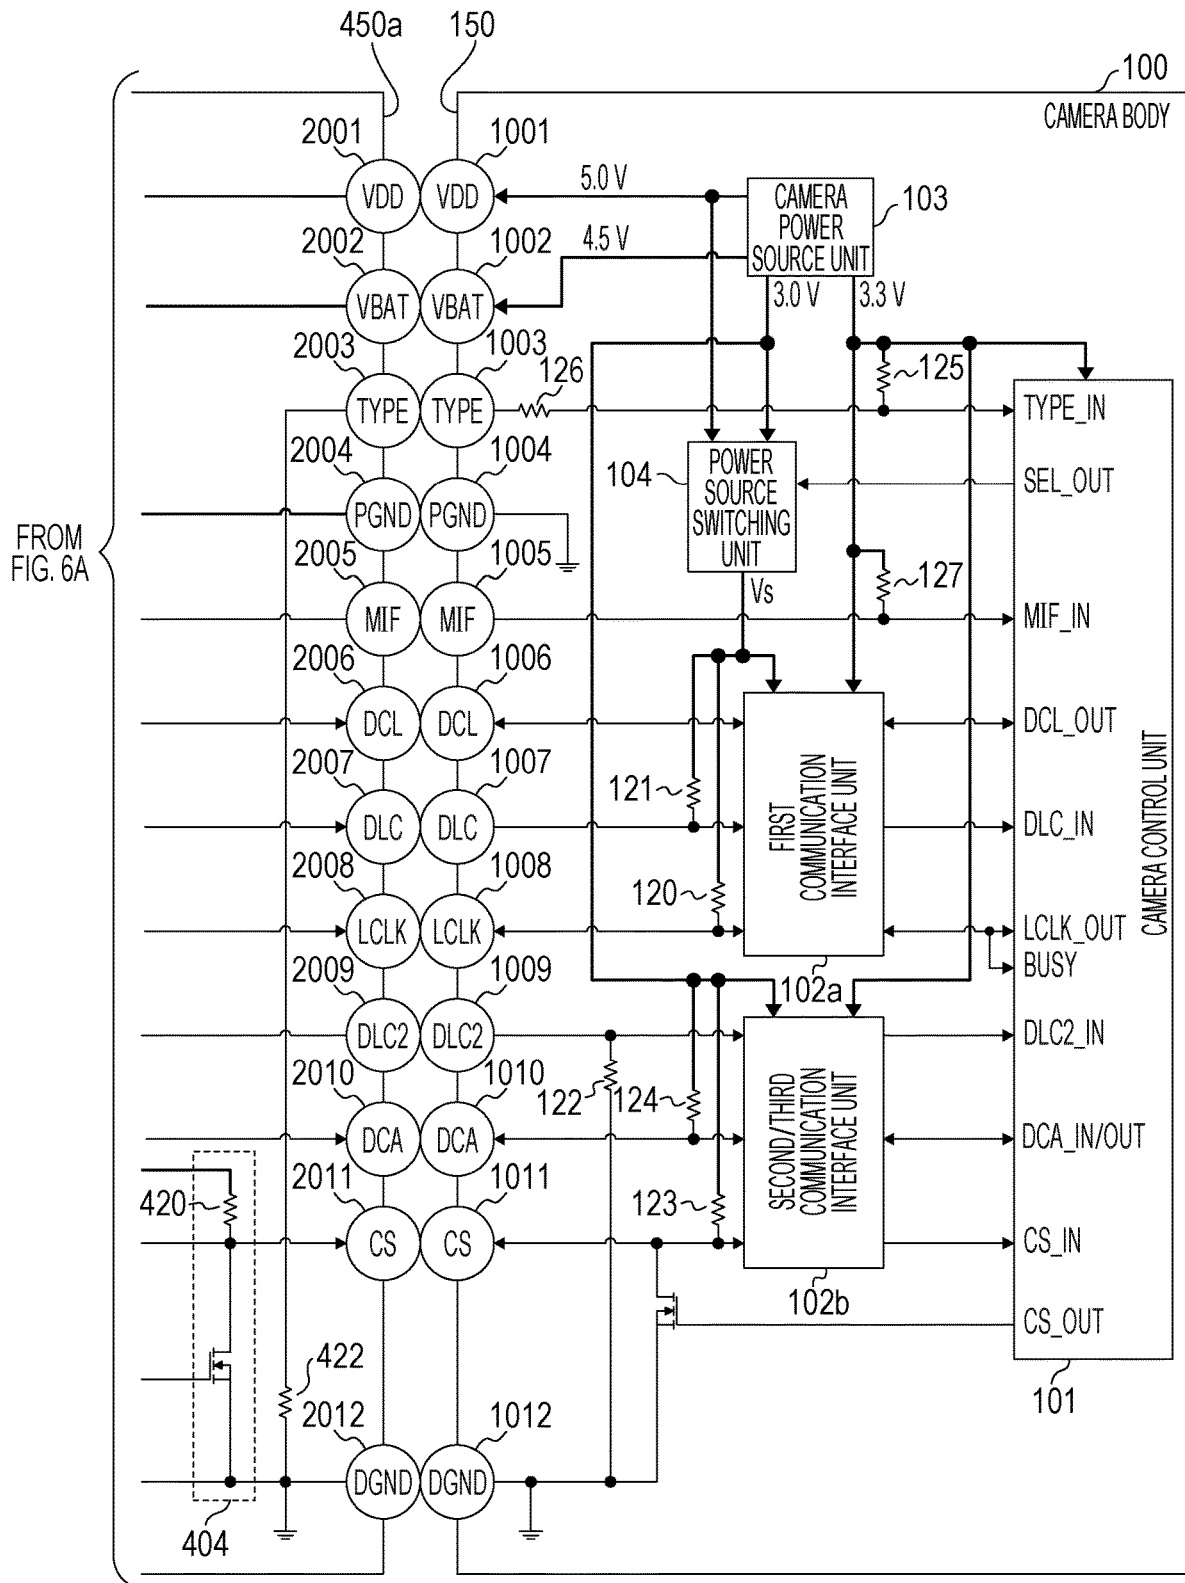 450a 150
100
CAMERA BODY
2001 1001
VDD VDD
5.0 V
CAMERA
POWER
SOURCE UNIT
103
2002 1002
4.5 V
VBAT VBAT
3.0 V 3.3 V
2003 1003
126
125
TYPE TYPE
TYPE_IN
2004 1004
104
POWER
SOURCE
SWITCHING
UNIT
SEL_OUT
PGND PGND
FROM
FIG. 6A
2005 1005
Vs
127
MIF MIF
MIF_IN
2006 1006
DCL DCL
DCL_OUT
2007 1007
121
FIRST
COMMUNICATION
INTERFACE UNIT
DLC DLC
DLC_IN
CAMERA CONTROL UNIT
2008 1008
120
LCLK LCLK
LCLK_OUT
BUSY
2009 1009
102a
DLC2 DLC2
DLC2_IN
2010 1010
122 124
SECOND/THIRD
COMMUNICATION
INTERFACE UNIT
DCA DCA
DCA_IN/OUT
420
2011 1011
123
CS CS
CS_IN
102b
CS_OUT
422
101
2012 1012
DGND DGND
404